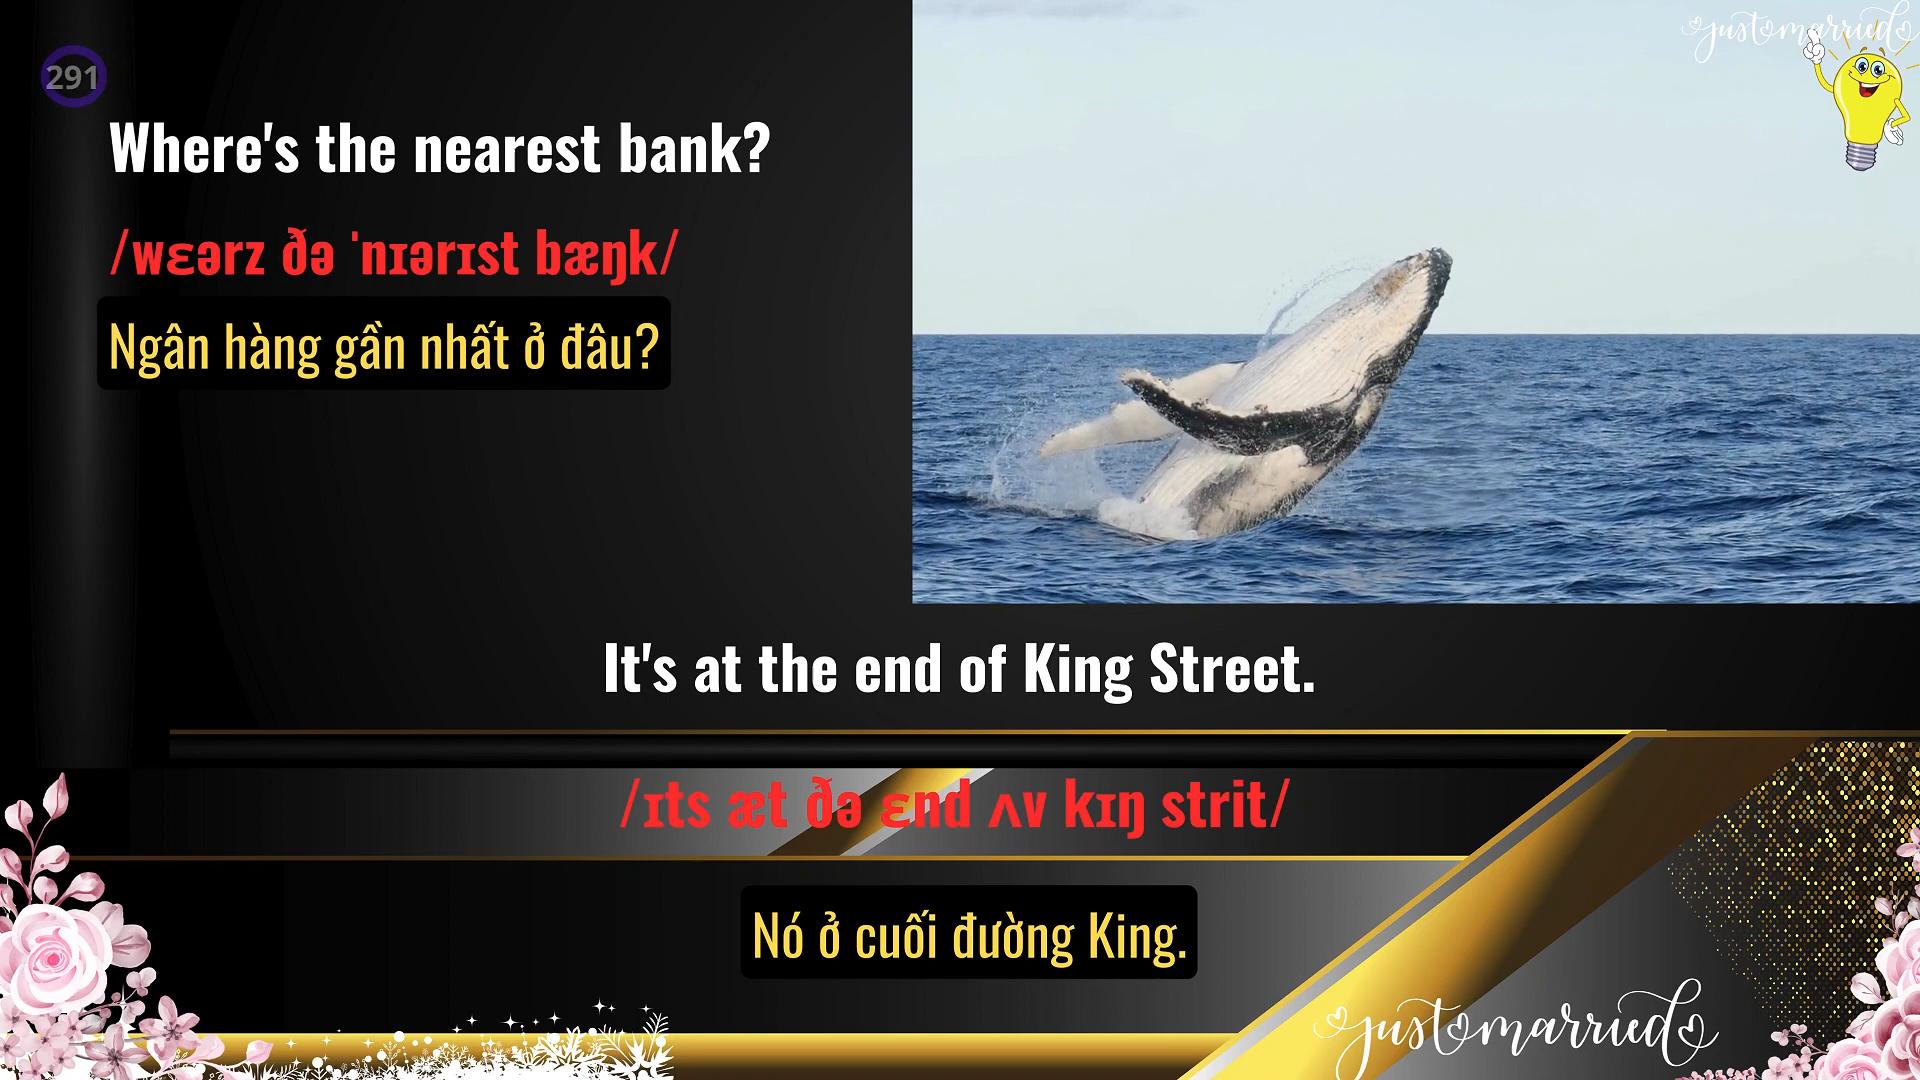 justmarried
291
Where's the nearest bank?
/wɛərz ðə ˈnɪərɪst bæŋk/
Ngân hàng gần nhất ở đâu?
It's at the end of King Street.
/ɪts æt ðə ɛnd ʌv kɪŋ strit/
Nó ở cuối đường King.
justmarried